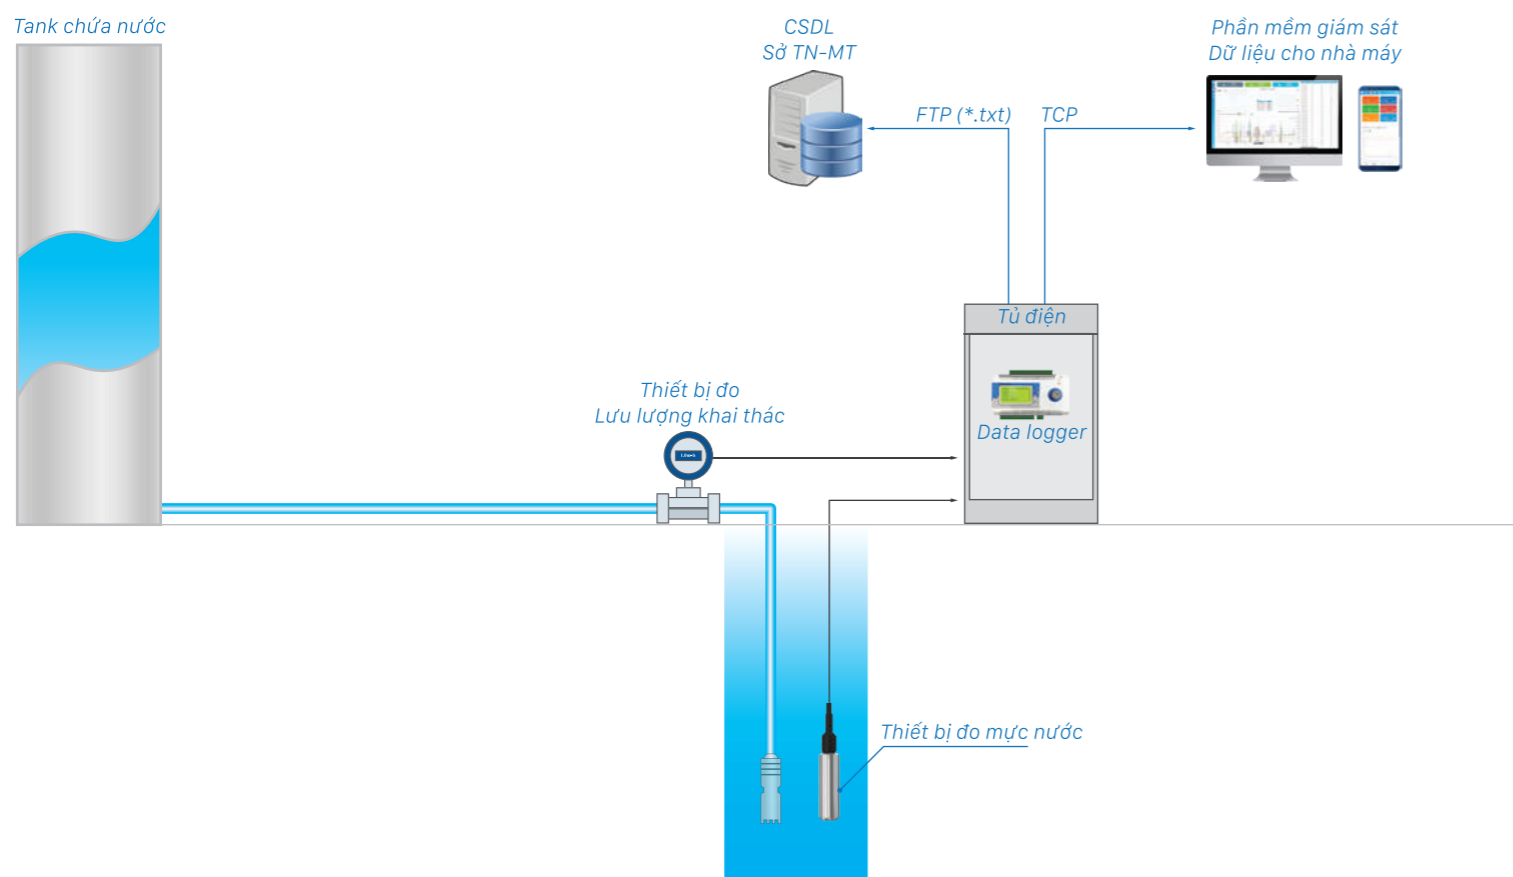 Tank chứa nước
CSDL
Sở TN-MT
Phần mềm giám sát
Dữ liệu cho nhà máy
FTP (*.txt)
TCP
Tủ điện
Data logger
Thiết bị đo
Lưu lượng khai thác
Thiết bị đo mực nước